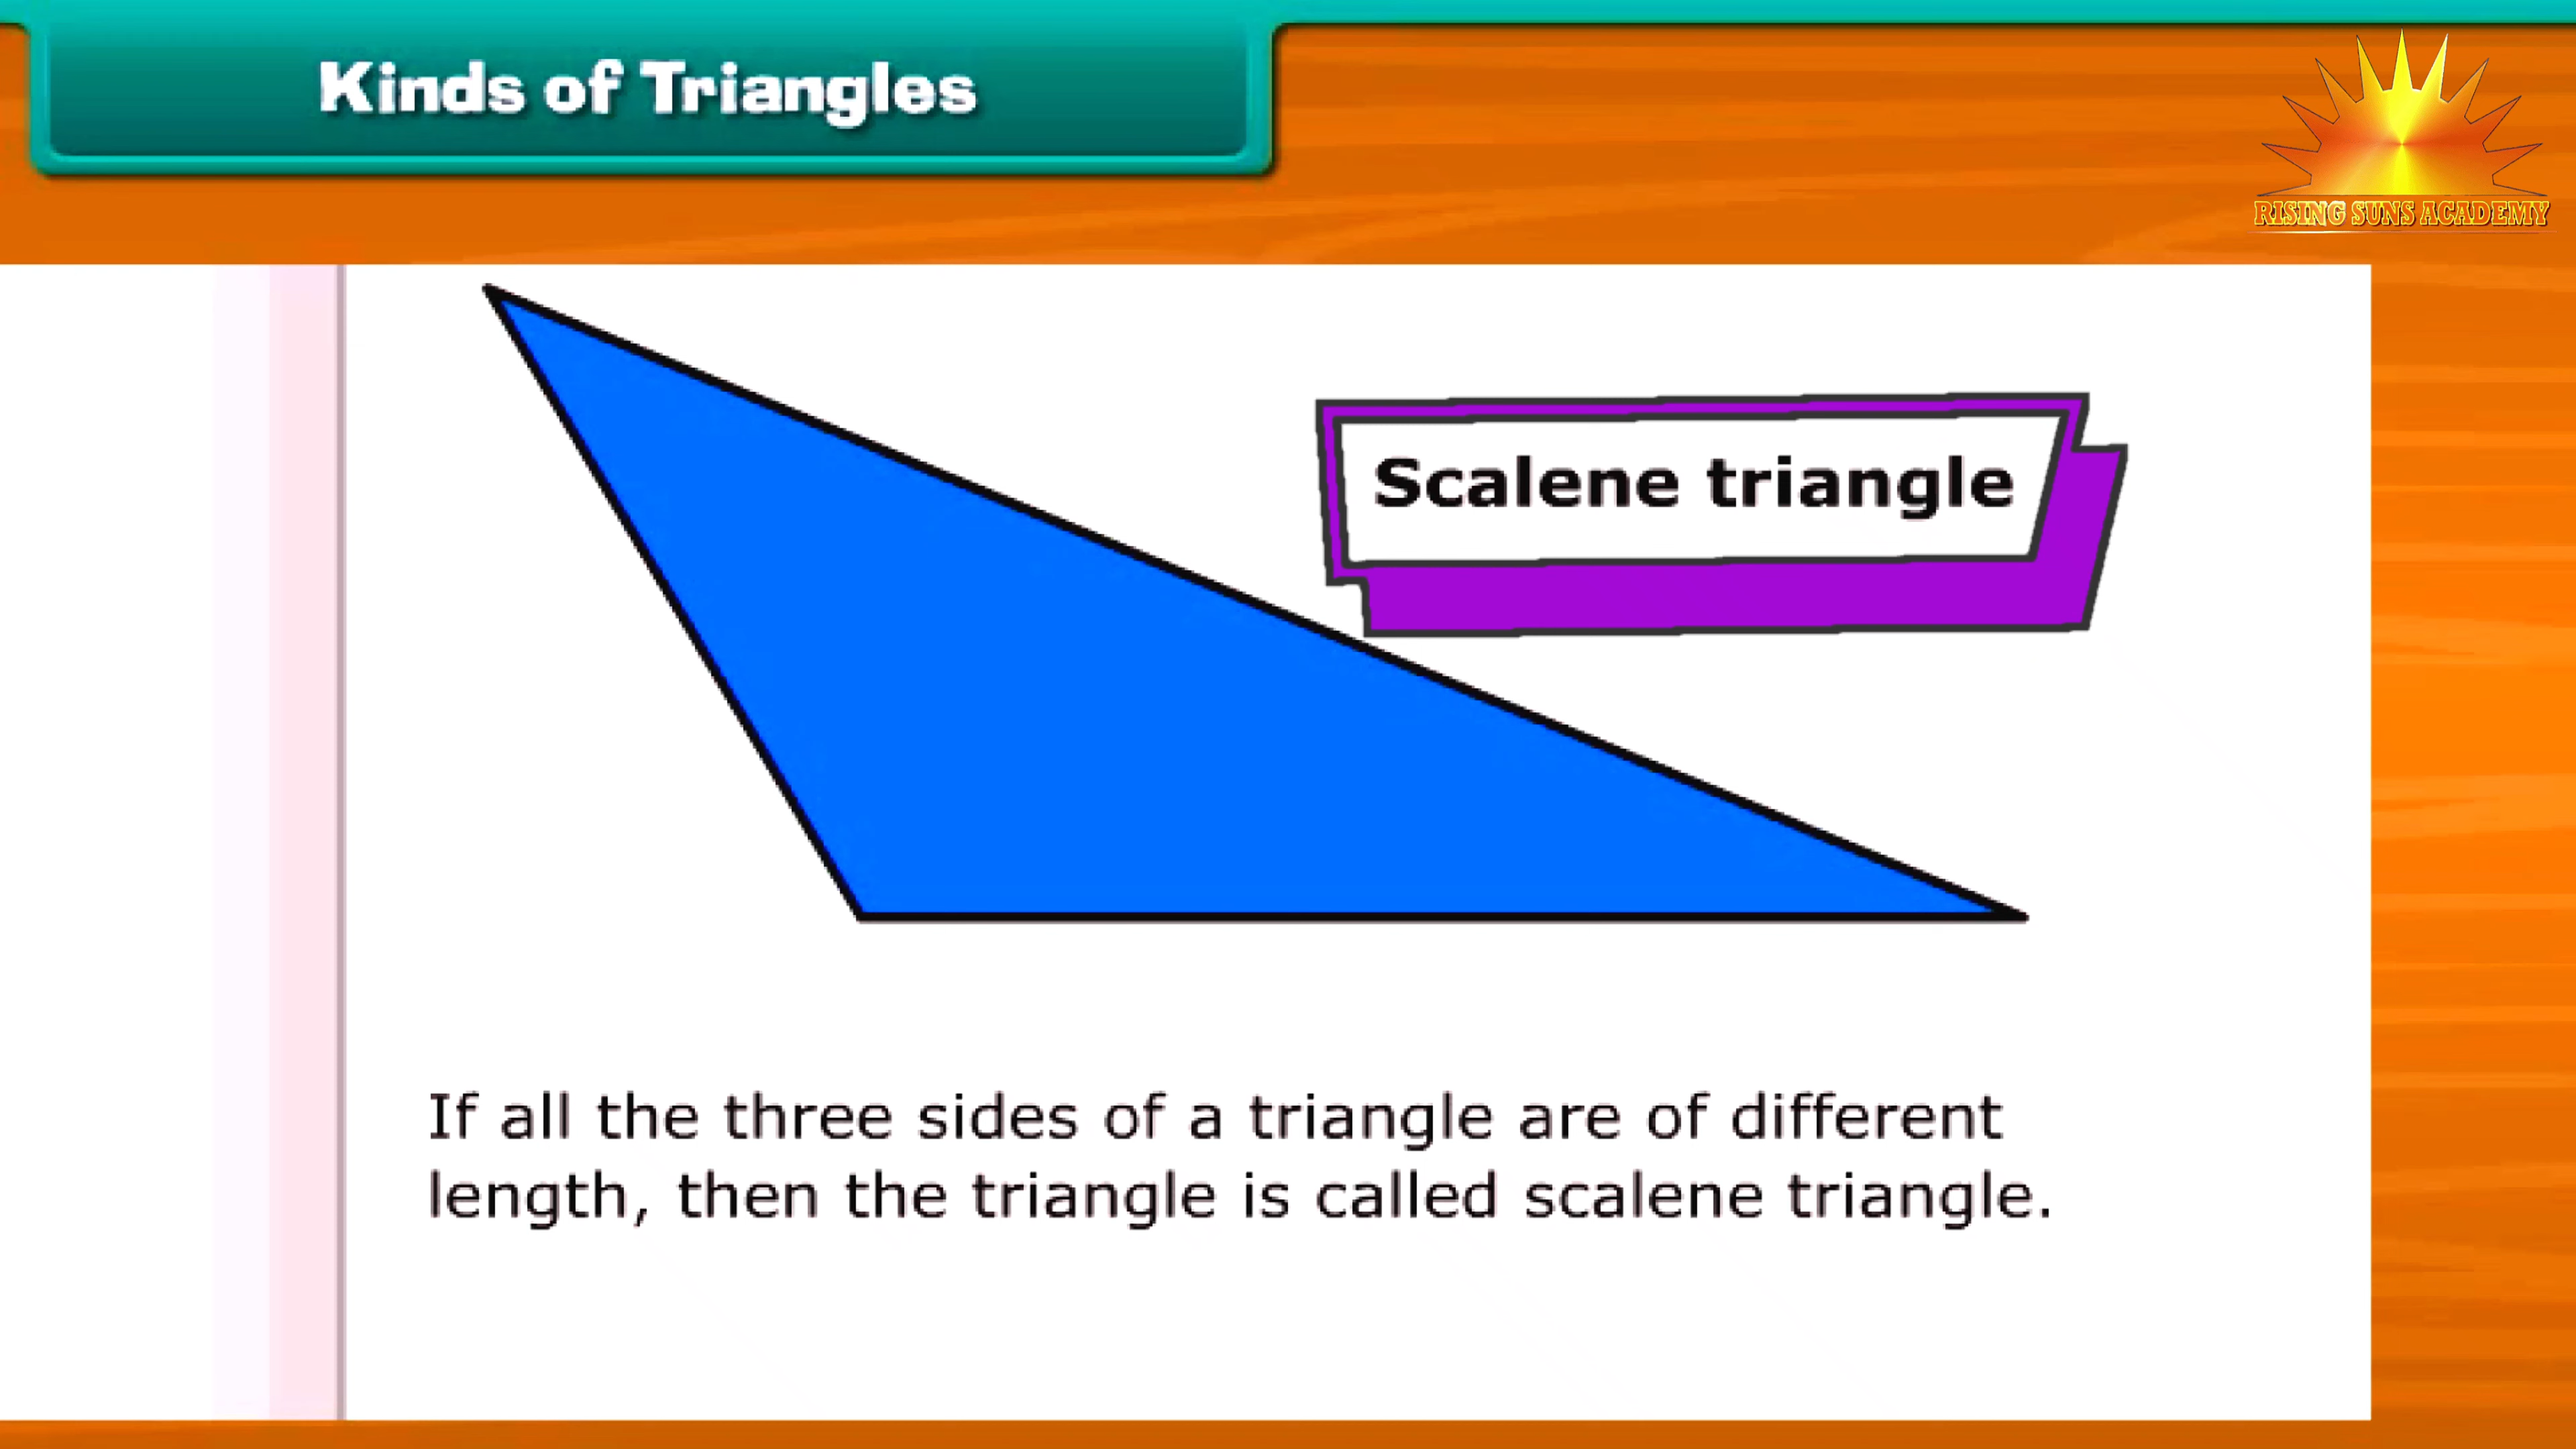 Kinds of Triangles
RISING SUNS ACADEMY
Scalene triangle
If all the three sides of a triangle are of different
length, then the triangle is called scalene triangle.